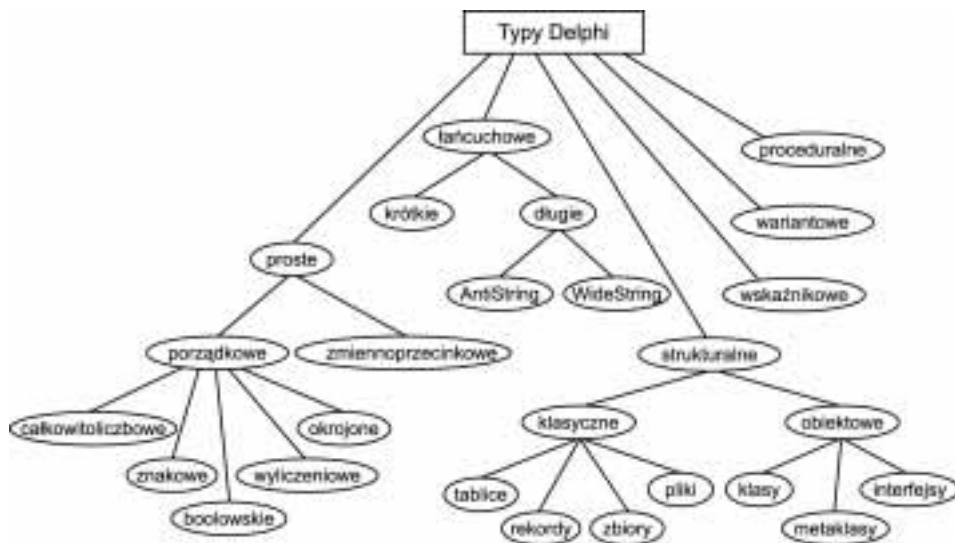 Typy Delphi
łańcuchowe
proceduralne
krótkie
długie
wariantowe
proste
AntiString
WideString
wskaźnikowe
porządkowe
zmiennoprzecinkowe
strukturalne
całkowitoliczbowe
okrojone
klasyczne
obiektowe
znakowe
wyliczeniowe
tablice
pliki
klasy
interfejsy
boolowskie
rekordy
zbiory
metaklasy